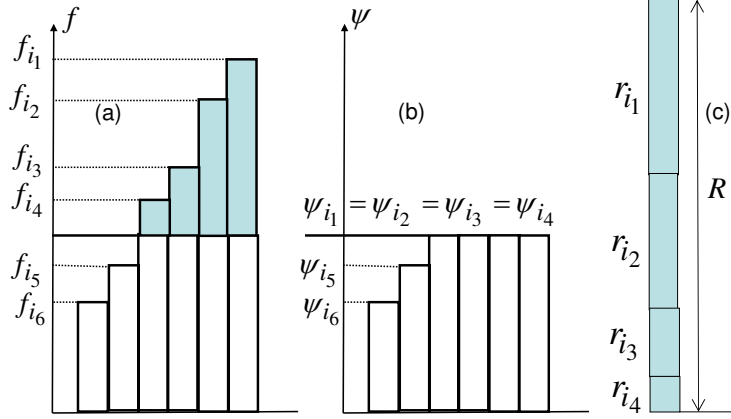 f
f_{i_1}
f_{i_2}
(a)
f_{i_3}
f_{i_4}
f_{i_5}
f_{i_6}
ψ
(b)
ψ_{i_1} = ψ_{i_2} = ψ_{i_3} = ψ_{i_4}
ψ_{i_5}
ψ_{i_6}
r_{i_1}
(c)
R
r_{i_2}
r_{i_3}
r_{i_4}